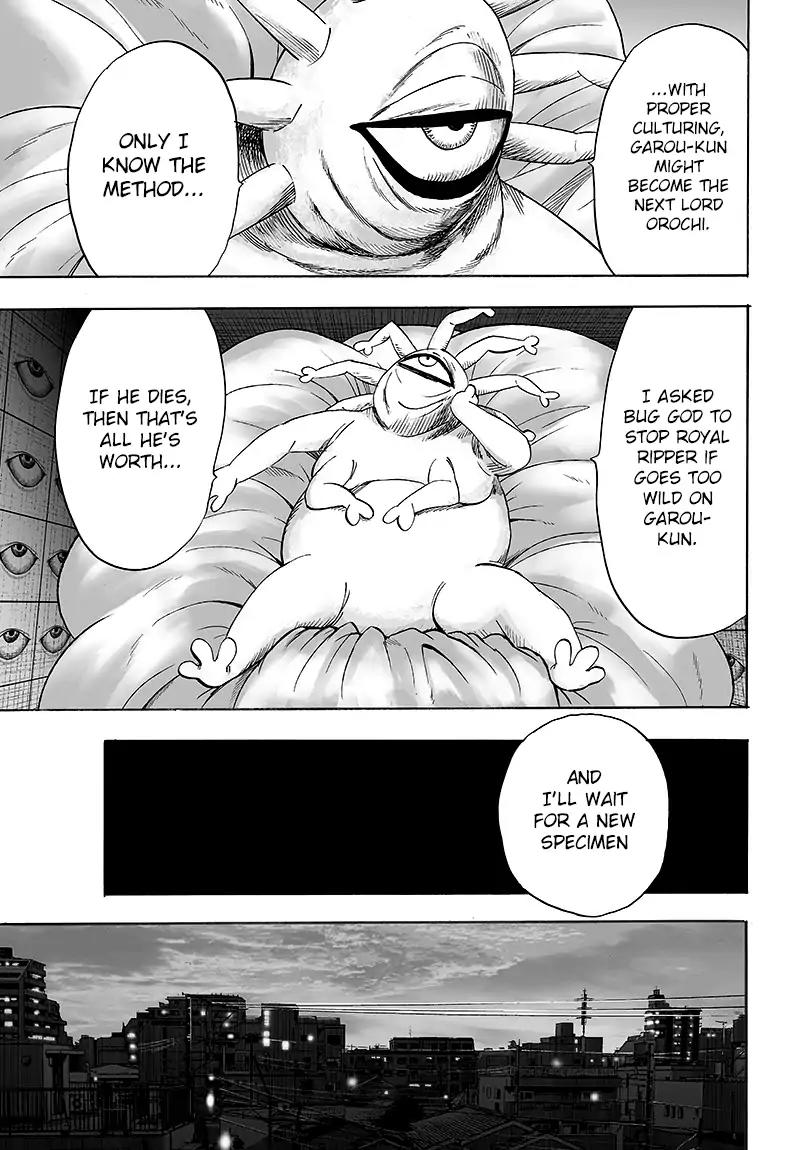 ...WITH
PROPER
CULTURING,
GAROU-KUN
MIGHT
BECOME THE
NEXT LORD
OROCHI.
ONLY I
KNOW THE
METHOD...
I ASKED
BUG GOD TO
STOP ROYAL
RIPPER IF
GOES TOO
WILD ON
GAROU-
KUN.
IF HE DIES,
THEN THAT'S
ALL HE'S
WORTH...
AND
I'LL WAIT
FOR A NEW
SPECIMEN